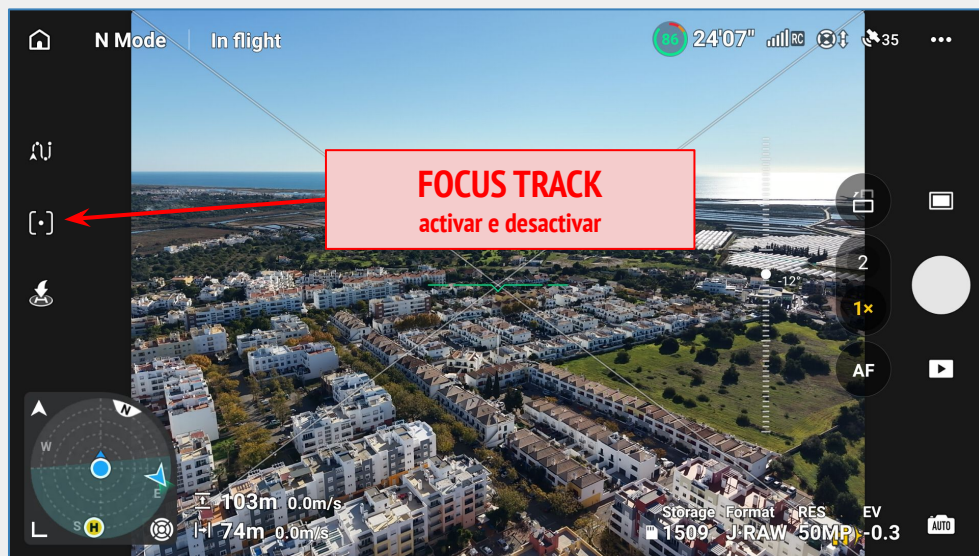 N Mode In flight 86 24'07" RC 35
FOCUS TRACK
activar e desactivar
2
-12°
1×
AF
N
W
E
S H
103m 0.0m/s
H 74m 0.0m/s
Storage Format RES EV
1509 J+RAW 50MP -0.3
AUTO